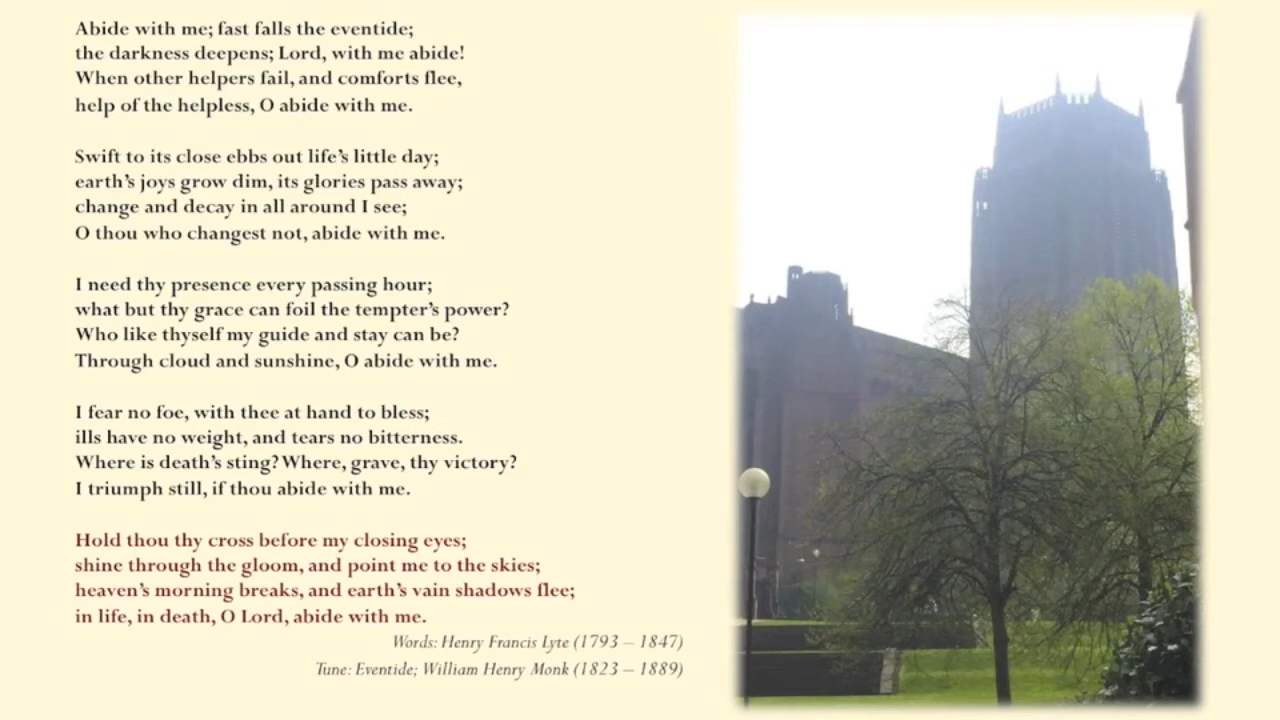 Abide with me; fast falls the eventide;
the darkness deepens; Lord, with me abide!
When other helpers fail, and comforts flee,
help of the helpless, O abide with me.
Swift to its close ebbs out life’s little day;
earth’s joys grow dim, its glories pass away;
change and decay in all around I see;
O thou who changest not, abide with me.
I need thy presence every passing hour;
what but thy grace can foil the tempter’s power?
Who like thyself my guide and stay can be?
Through cloud and sunshine, O abide with me.
I fear no foe, with thee at hand to bless;
ills have no weight, and tears no bitterness.
Where is death’s sting? Where, grave, thy victory?
I triumph still, if thou abide with me.
Hold thou thy cross before my closing eyes;
shine through the gloom, and point me to the skies;
heaven’s morning breaks, and earth’s vain shadows flee;
in life, in death, O Lord, abide with me.
Words: Henry Francis Lyte (1793 – 1847)
Tune: Eventide; William Henry Monk (1823 – 1889)